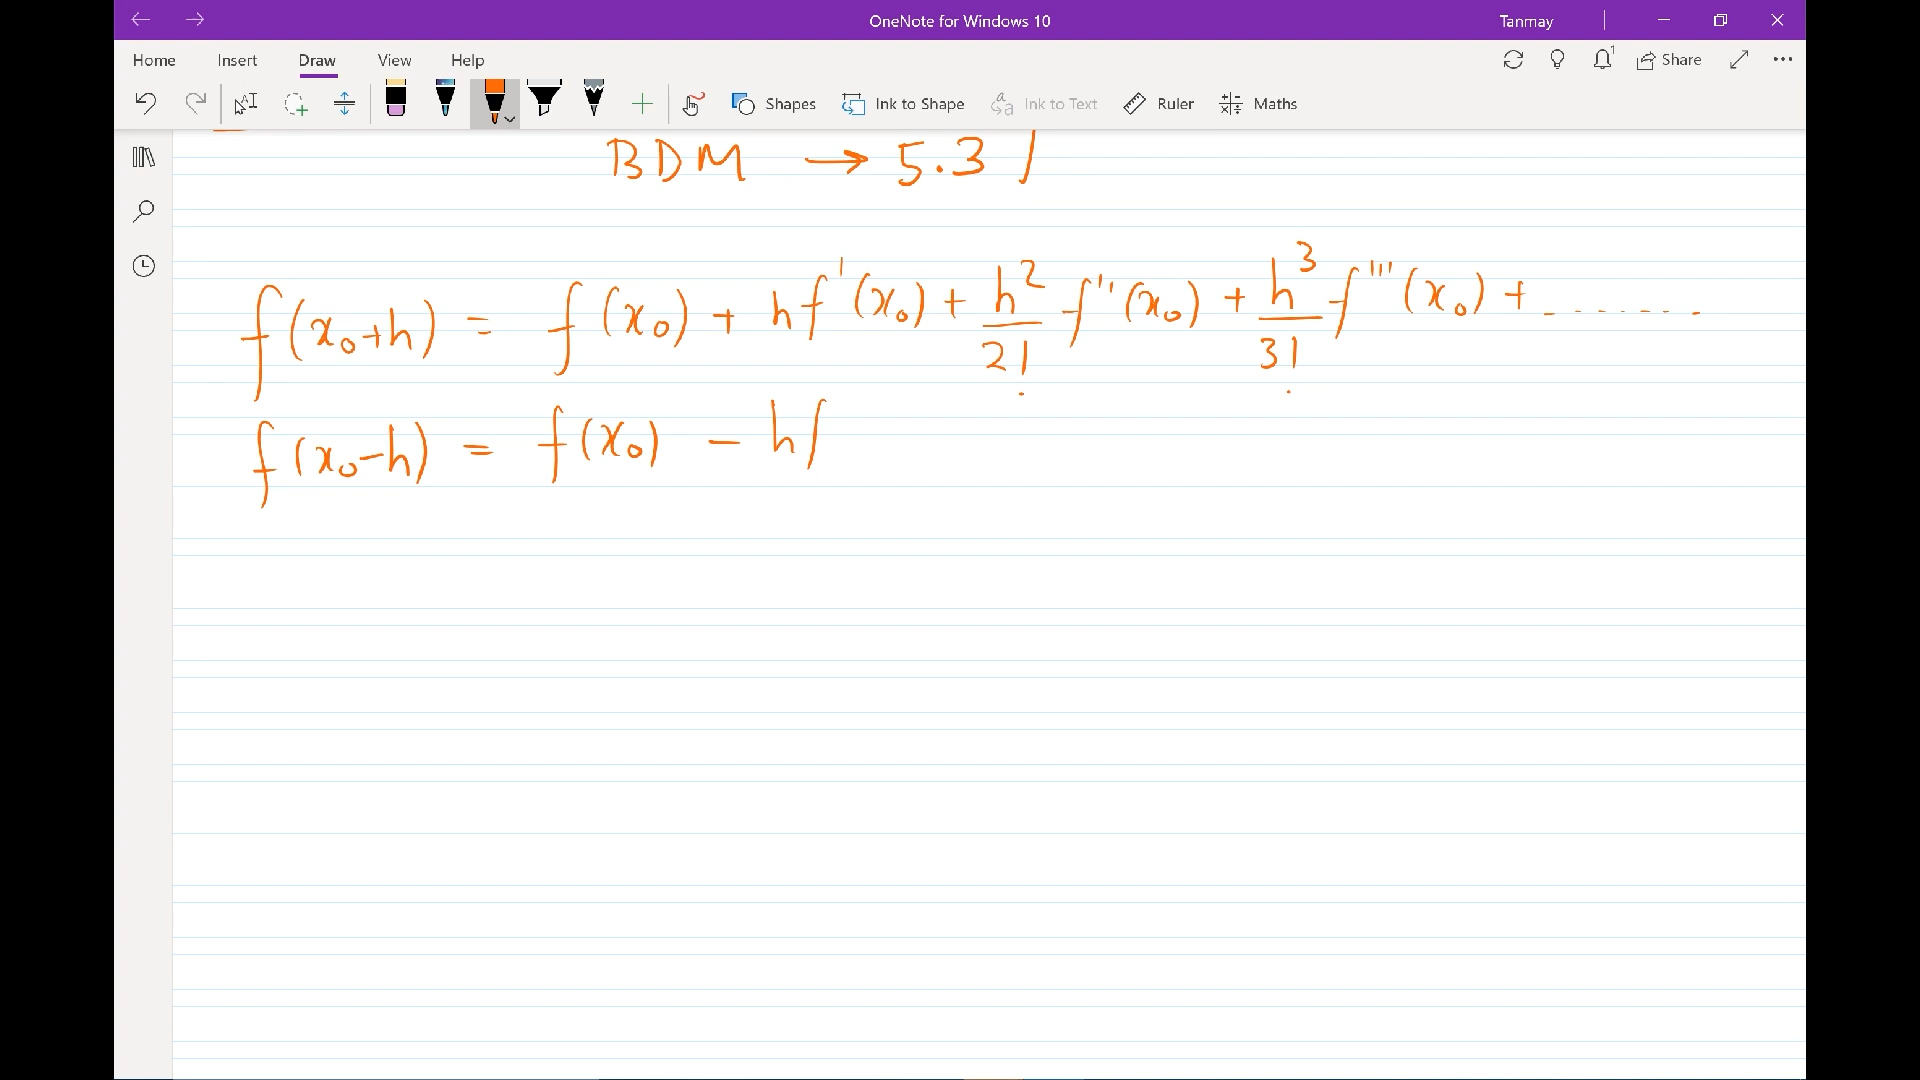 OneNote for Windows 10
Tanmay
Home Insert Draw View Help
1
Share
Shapes
Ink to Shape
Ink to Text
Ruler
Maths
BDM → 5.3
f(x₀+h) = f(x₀) + hf'(x₀) + h²/2! f''(x₀) + h³/3! f'''(x₀) + .......
f(x₀-h) = f(x₀) - hf